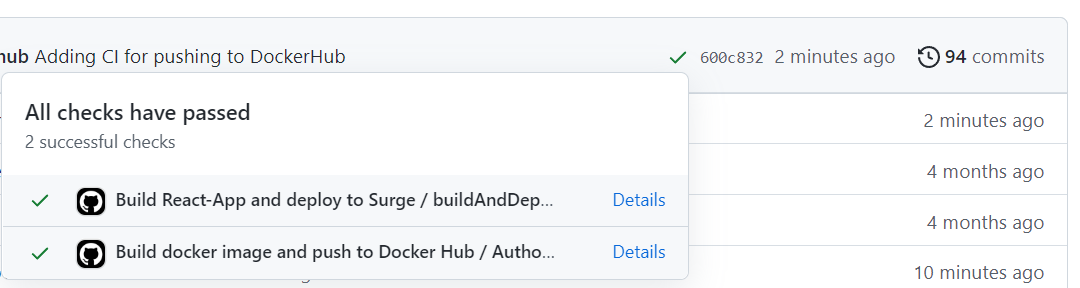 hub Adding CI for pushing to DockerHub 600c832 2 minutes ago 94 commits
All checks have passed
2 successful checks
2 minutes ago
4 months ago
Build React-App and deploy to Surge / buildAndDep... Details
4 months ago
Build docker image and push to Docker Hub / Autho... Details
10 minutes ago